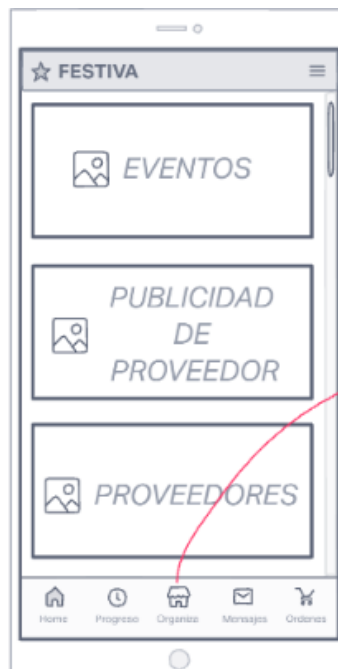 FESTIVA
EVENTOS
PUBLICIDAD
DE
PROVEEDOR
PROVEEDORES
Home Progreso Organiza Mensajes Ordenes